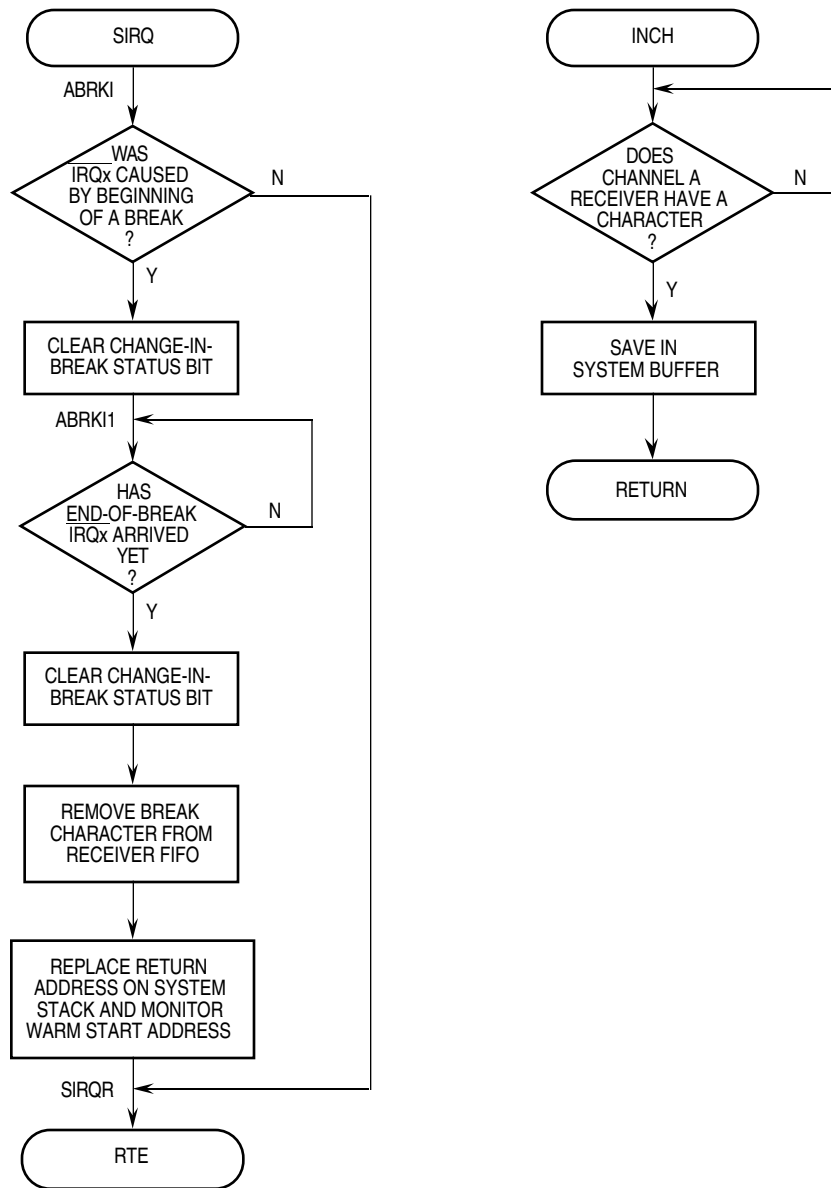 SIRQ
ABRKI
WAS
IRQx CAUSED
BY BEGINNING
OF A BREAK
?
N
Y
CLEAR CHANGE-IN-
BREAK STATUS BIT
ABRKI1
HAS
END-OF-BREAK
IRQx ARRIVED
YET
?
N
Y
CLEAR CHANGE-IN-
BREAK STATUS BIT
REMOVE BREAK
CHARACTER FROM
RECEIVER FIFO
REPLACE RETURN
ADDRESS ON SYSTEM
STACK AND MONITOR
WARM START ADDRESS
SIRQR
RTE
INCH
DOES
CHANNEL A
RECEIVER HAVE A
CHARACTER
?
N
Y
SAVE IN
SYSTEM BUFFER
RETURN